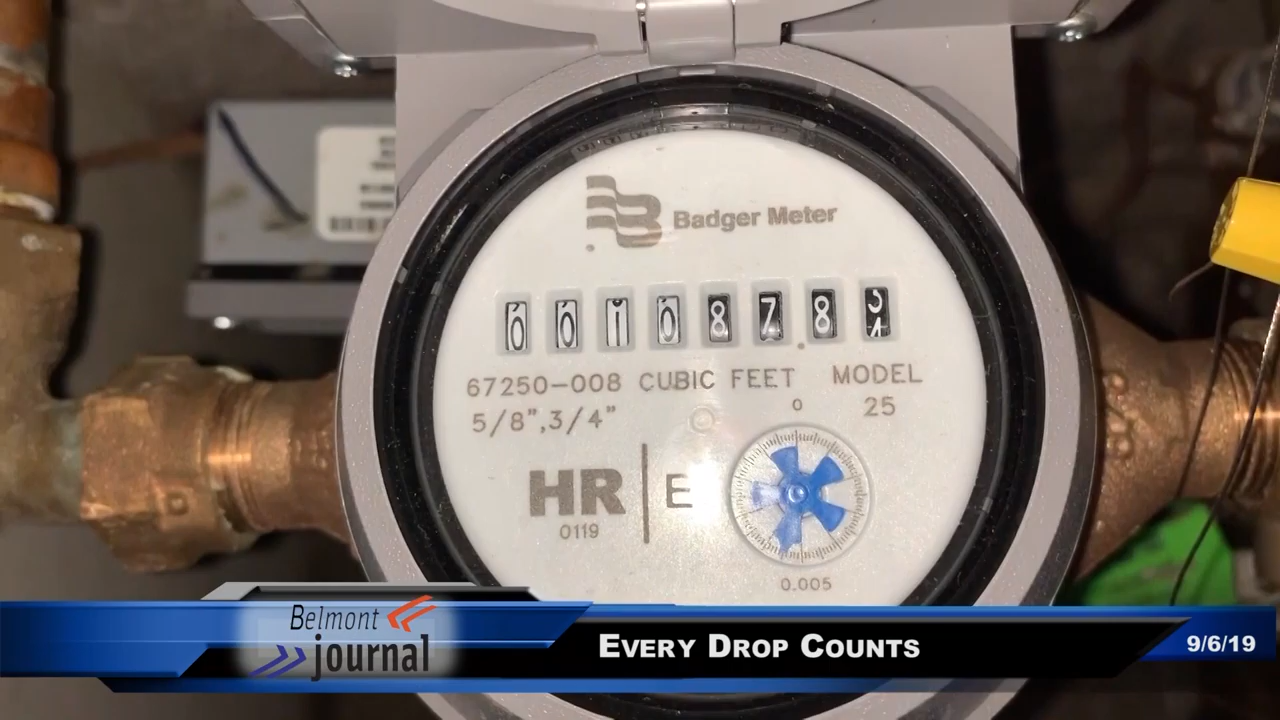 Badger Meter
0 0 1 0 8 7 8
67250-008 CUBIC FEET MODEL
5/8",3/4" 25
0
HR E
0119
0.005
Belmont
journal
EVERY DROP COUNTS
9/6/19